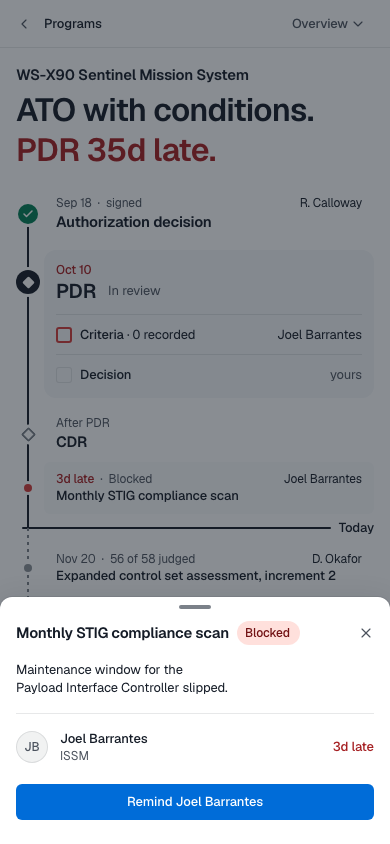 Programs
Overview
WS-X90 Sentinel Mission System
ATO with conditions.
PDR 35d late.
Sep 18 · signed
R. Calloway
Authorization decision
Oct 10
PDR In review
Criteria · 0 recorded
Joel Barrantes
Decision
yours
After PDR
CDR
3d late · Blocked
Joel Barrantes
Monthly STIG compliance scan
Today
Nov 20 · 56 of 58 judged
D. Okafor
Expanded control set assessment, increment 2
Monthly STIG compliance scan
Blocked
Maintenance window for the
Payload Interface Controller slipped.
JB
Joel Barrantes
ISSM
3d late
Remind Joel Barrantes